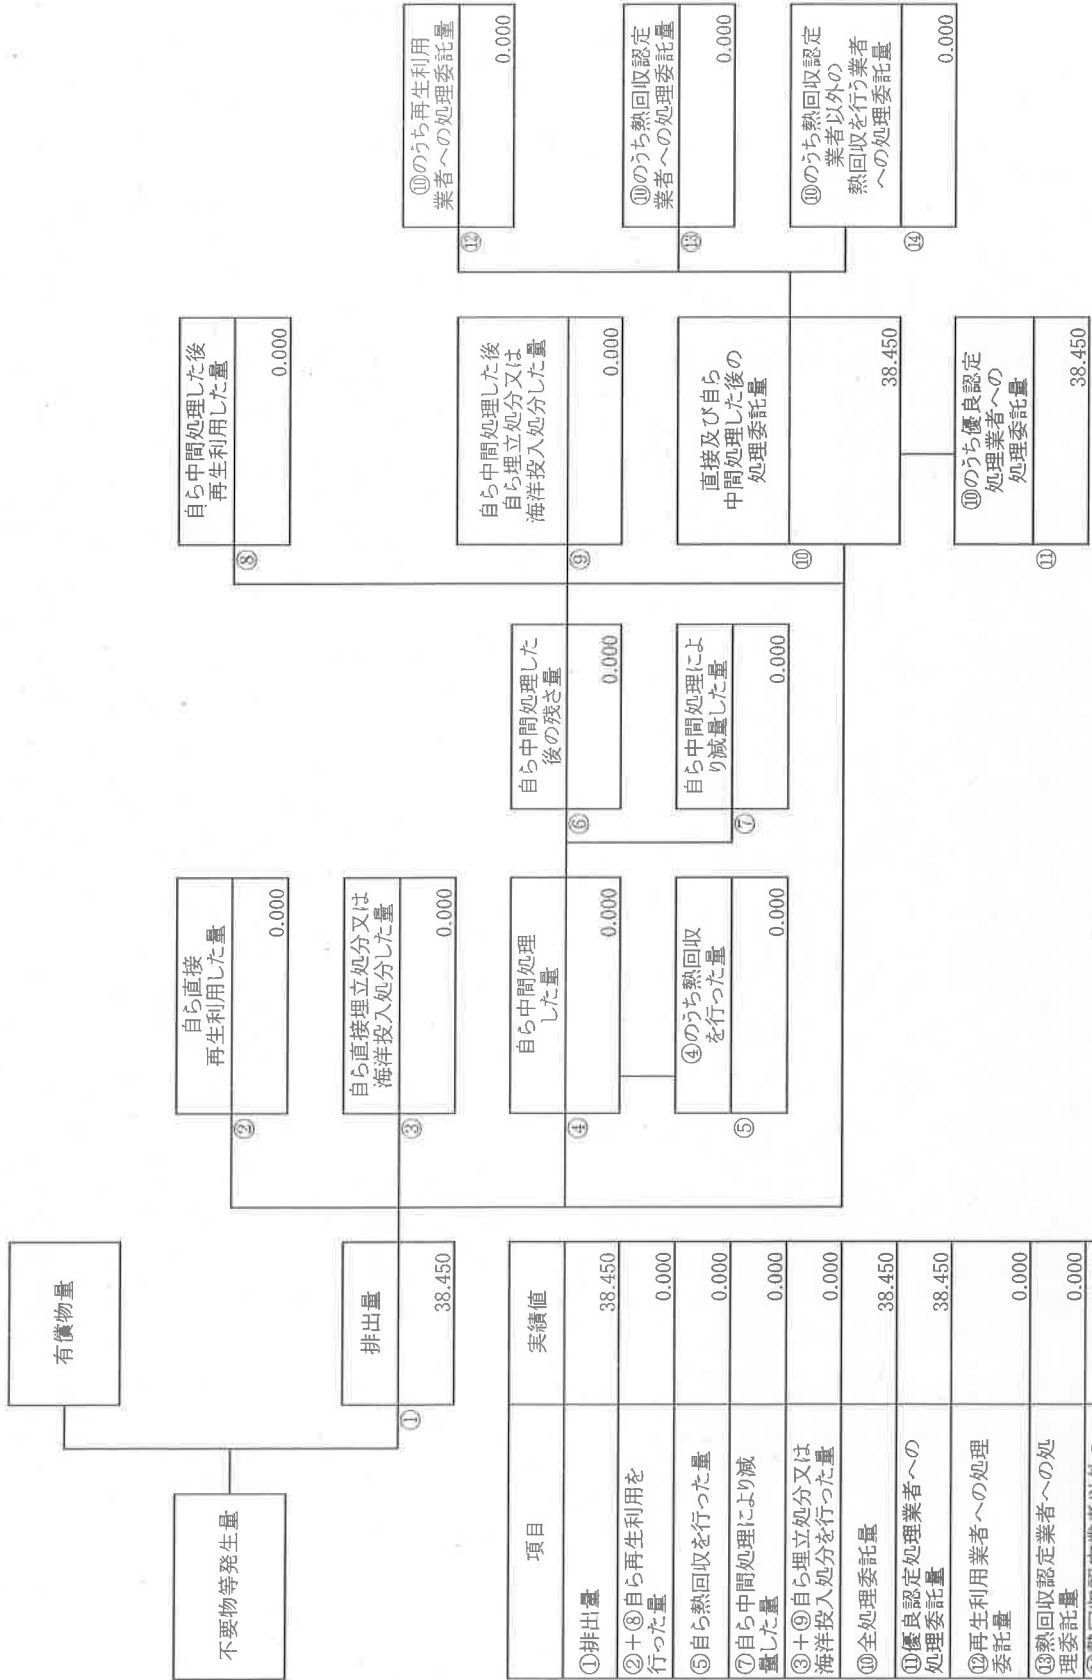 不要物等発生量
有償物量
排出量
①
38.450
自ら直接
再生利用した量
②
0.000
自ら直接埋立処分又は
海洋投入処分した量
③
0.000
自ら中間処理
した量
④
0.000
④のうち熱回収
を行った量
⑤
0.000
自ら中間処理した
後の残さ量
⑥
0.000
自ら中間処理によ
り減量した量
⑦
0.000
自ら中間処理した後
再生利用した量
⑧
0.000
自ら中間処理した後
自ら埋立処分又は
海洋投入処分した量
⑨
0.000
直接及び自ら
中間処理した後の
処理委託量
⑩
38.450
⑩のうち優良認定
処理業者への
処理委託量
⑪
38.450
⑩のうち再生利用
業者への処理委託量
⑫
0.000
⑩のうち熱回収認定
業者への処理委託量
⑬
0.000
⑩のうち熱回収認定
業者以外の
熱回収を行う業者
への処理委託量
⑭
0.000
項目 実績値
①排出量 38.450
②+⑧自ら再生利用を
行った量 0.000
⑤自ら熱回収を行った量 0.000
⑦自ら中間処理により減
量した量 0.000
③+⑨自ら埋立処分又は
海洋投入処分を行った量 0.000
⑩全処理委託量 38.450
⑪優良認定処理業者への
処理委託量 38.450
⑫再生利用業者への処理
委託量 0.000
⑬熱回収認定業者への処
理委託量 0.000